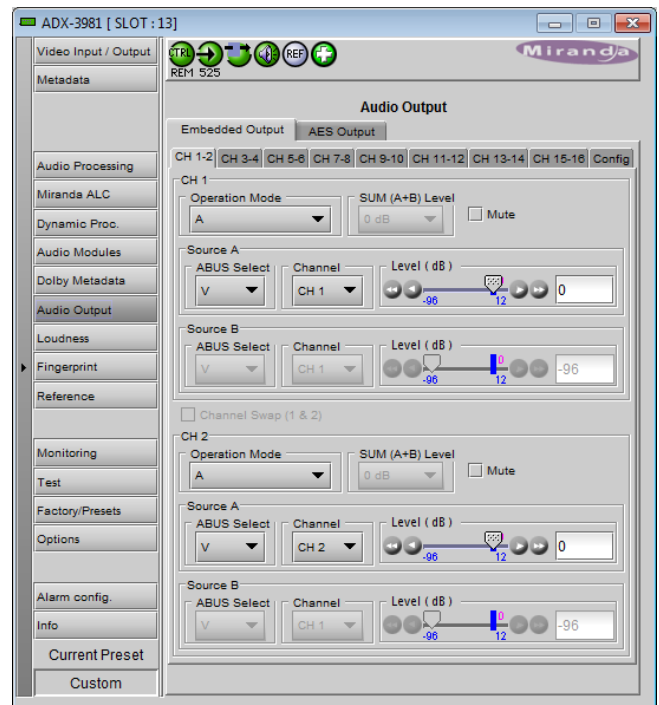 ADX-3981 [ SLOT : 13]
Video Input / Output
Metadata
Audio Processing
Miranda ALC
Dynamic Proc.
Audio Modules
Dolby Metadata
Audio Output
Loudness
Fingerprint
Reference
Monitoring
Test
Factory/Presets
Options
Alarm config.
Info
Current Preset
Custom
CTRL REF
REM 525
Miranda
Audio Output
Embedded Output AES Output
CH 1-2 CH 3-4 CH 5-6 CH 7-8 CH 9-10 CH 11-12 CH 13-14 CH 15-16 Config
CH 1
Operation Mode SUM (A+B) Level
A 0 dB Mute
Source A
ABUS Select Channel Level ( dB )
V CH 1 -96 12 0
Source B
ABUS Select Channel Level ( dB )
V CH 1 -96 0 12 -96
Channel Swap (1 & 2)
CH 2
Operation Mode SUM (A+B) Level
A 0 dB Mute
Source A
ABUS Select Channel Level ( dB )
V CH 2 -96 12 0
Source B
ABUS Select Channel Level ( dB )
V CH 1 -96 0 12 -96